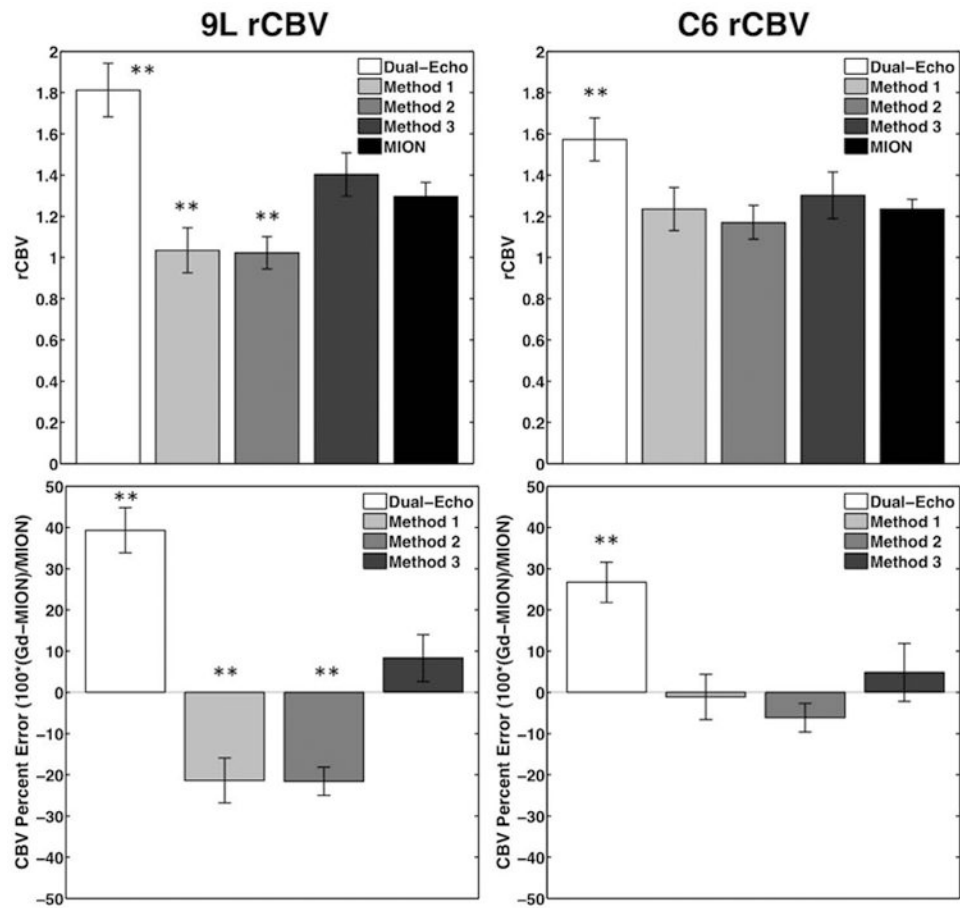 9L rCBV
C6 rCBV
2
1.8
1.6
1.4
1.2
1
0.8
0.6
0.4
0.2
0
rCBV
**
**
**
Dual-Echo
Method 1
Method 2
Method 3
MION
2
1.8
1.6
1.4
1.2
1
0.8
0.6
0.4
0.2
0
rCBV
**
Dual-Echo
Method 1
Method 2
Method 3
MION
50
40
30
20
10
0
-10
-20
-30
-40
-50
CBV Percent Error (100*(Gd-MION)/MION)
**
**
**
Dual-Echo
Method 1
Method 2
Method 3
50
40
30
20
10
0
-10
-20
-30
-40
-50
CBV Percent Error (100*(Gd-MION)/MION)
**
Dual-Echo
Method 1
Method 2
Method 3